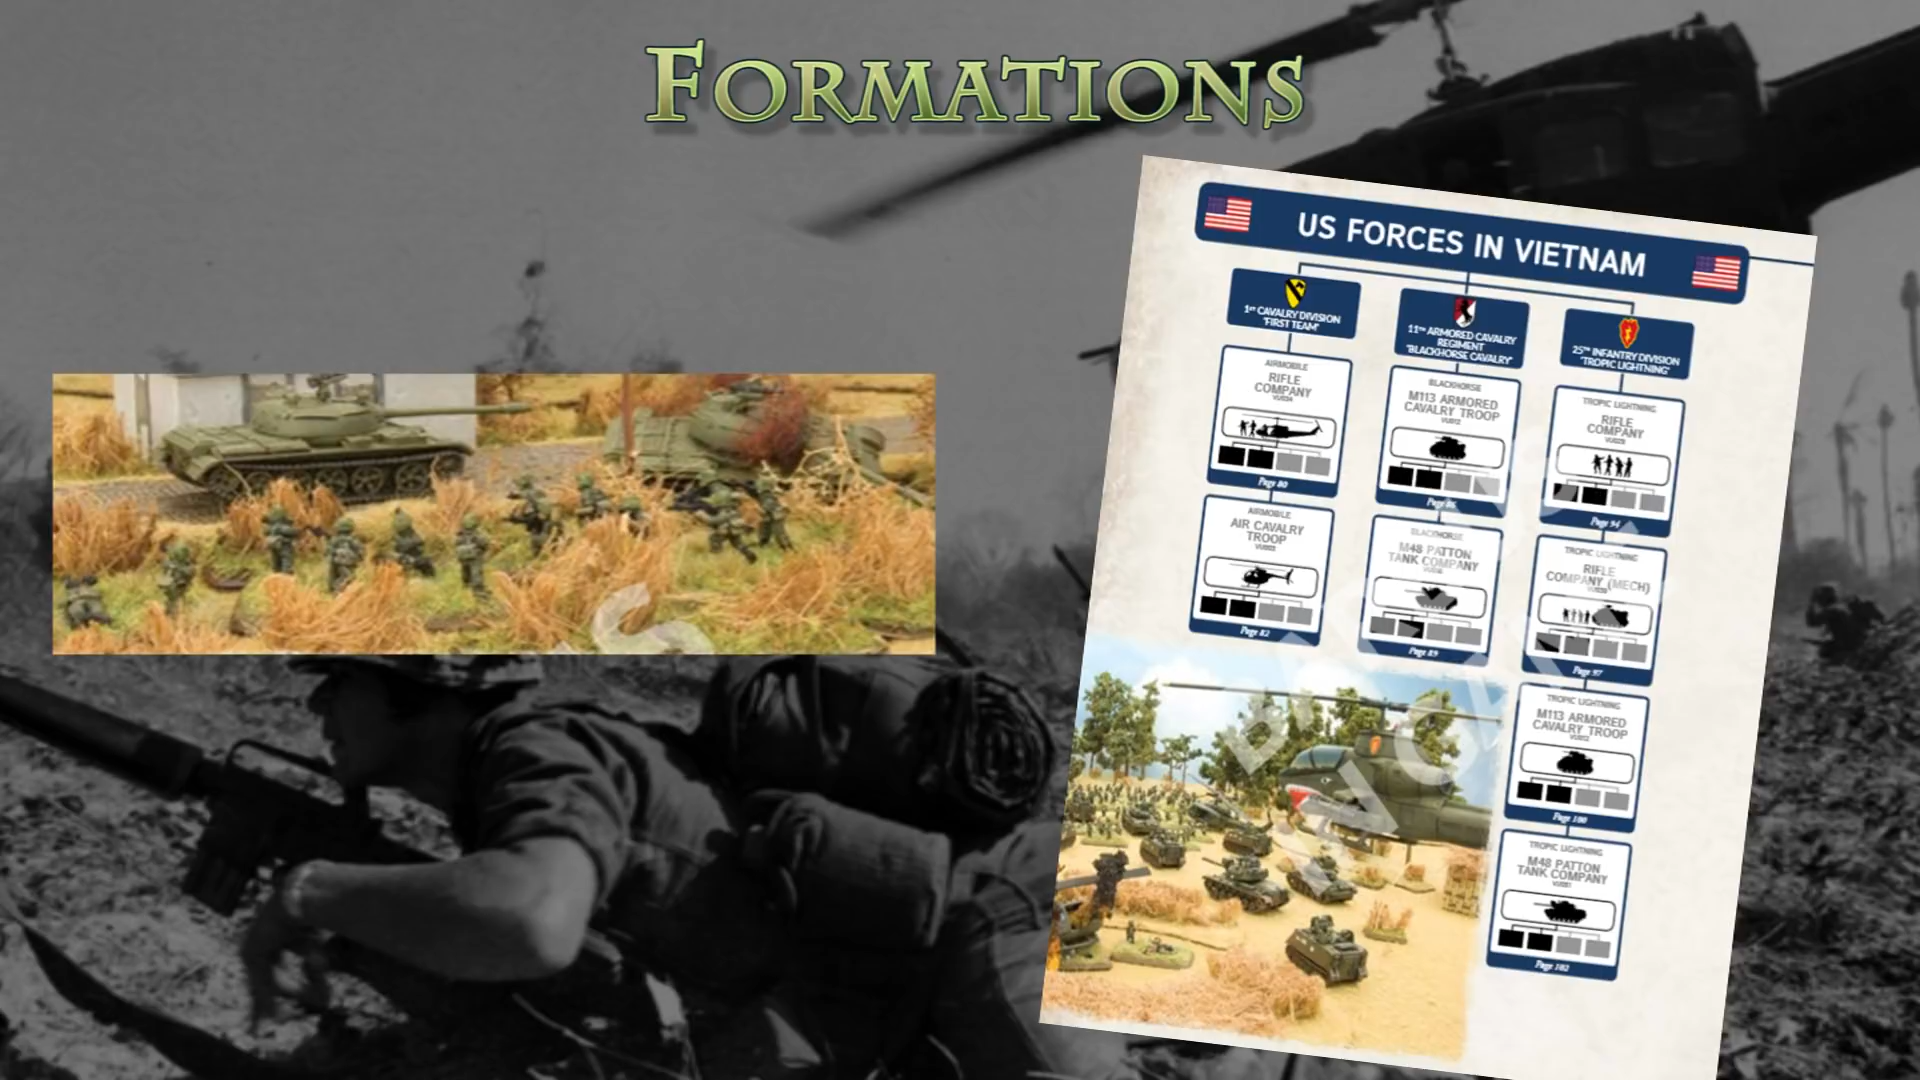 FORMATIONS
US FORCES IN VIETNAM
1ST CAVALRY DIVISION
'FIRST TEAM'
11TH ARMORED CAVALRY
REGIMENT
'BLACKHORSE CAVALRY'
25TH INFANTRY DIVISION
'TROPIC LIGHTNING'
AIRMOBILE
RIFLE
COMPANY
Page 80
AIRMOBILE
AIR CAVALRY
TROOP
Page 82
BLACKHORSE
M113 ARMORED
CAVALRY TROOP
Page
BLACKHORSE
M48 PATTON
TANK COMPANY
Page 89
TROPIC LIGHTNING
RIFLE
COMPANY
Page 94
TROPIC LIGHTNING
RIFLE
COMPANY (MECH)
Page 97
TROPIC LIGHTNING
M113 ARMORED
CAVALRY TROOP
Page 100
TROPIC LIGHTNING
M48 PATTON
TANK COMPANY
Page 102